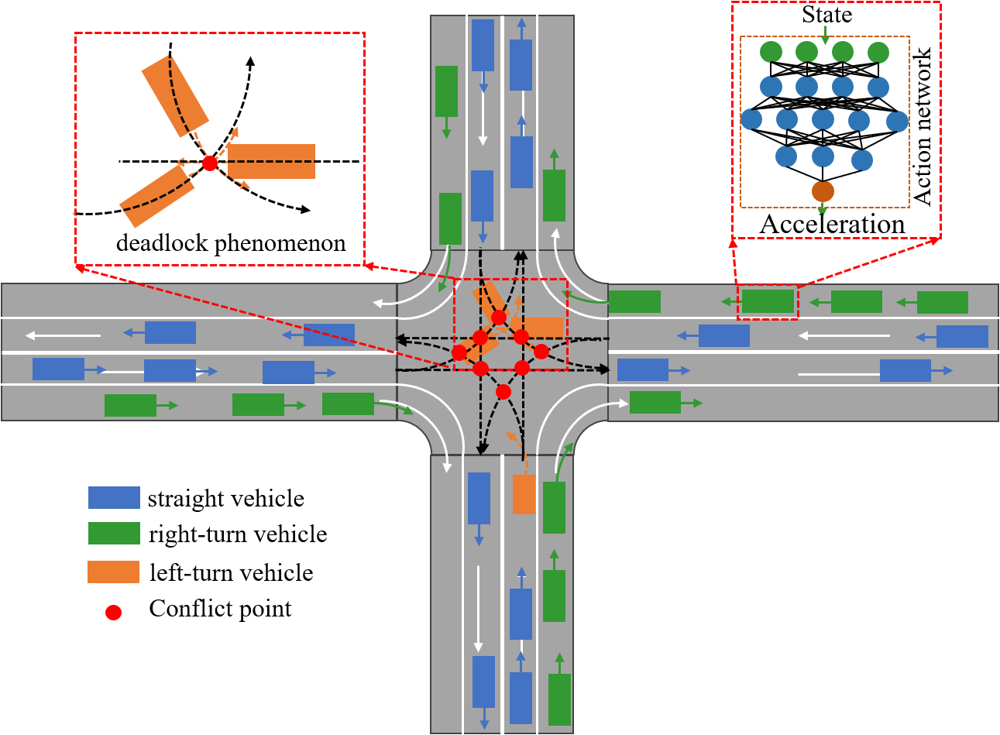 State
Action network
Acceleration
deadlock phenomenon
straight vehicle
right-turn vehicle
left-turn vehicle
Conflict point